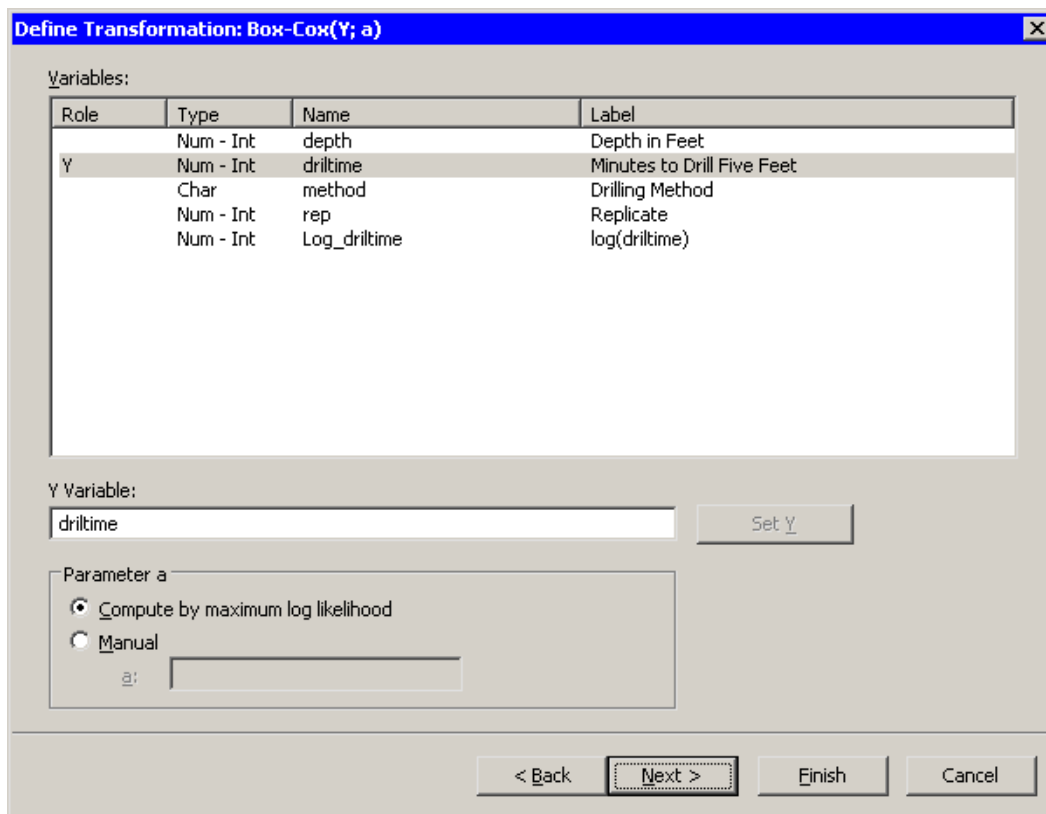 Define Transformation: Box-Cox(Y; a)
Variables:
Role Type Name Label
Num - Int depth Depth in Feet
Y Num - Int driltime Minutes to Drill Five Feet
Char method Drilling Method
Num - Int rep Replicate
Num - Int Log_driltime log(driltime)
Y Variable:
driltime Set Y
Parameter a
Compute by maximum log likelihood
Manual
a:
< Back Next > Finish Cancel